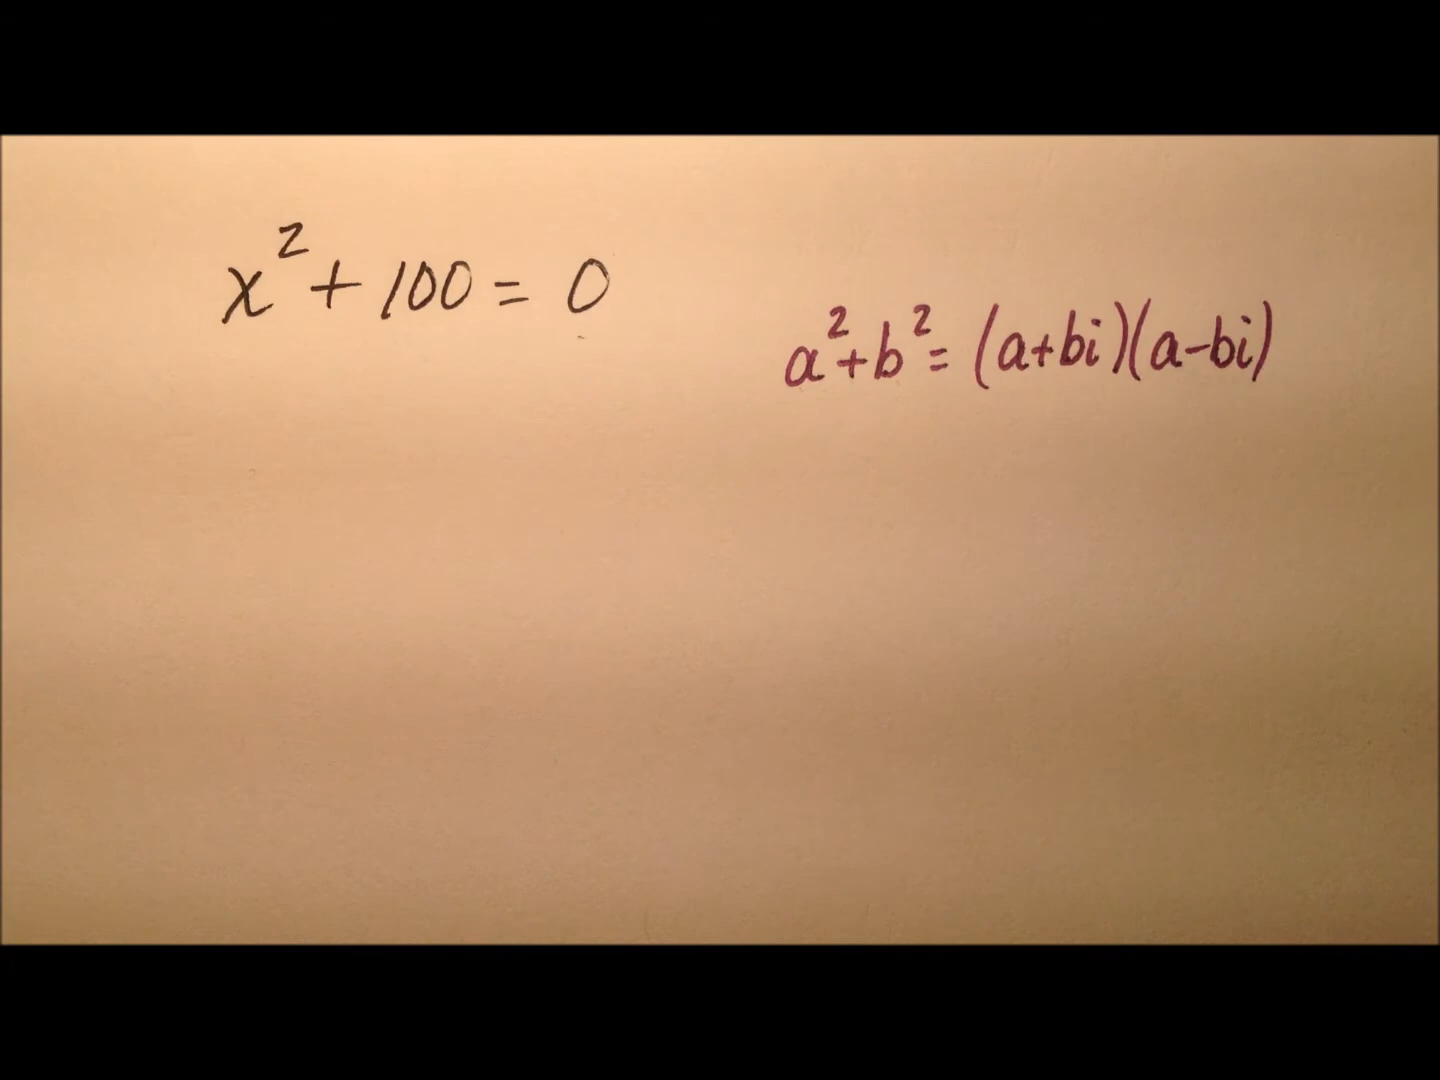 x² + 100 = 0
a² + b² = (a+bi)(a-bi)